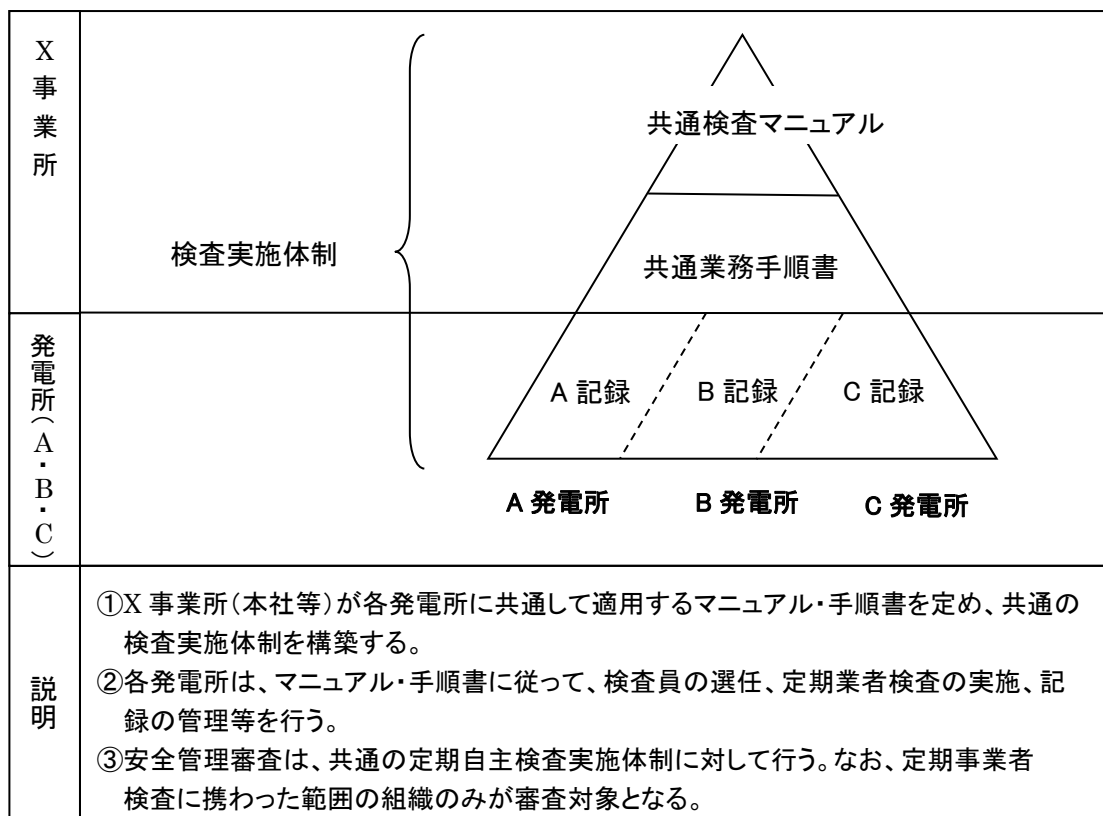 X事業所
検査実施体制
共通検査マニュアル
共通業務手順書
発電所(A・B・C)
A 記録
B 記録
C 記録
A 発電所
B 発電所
C 発電所
説明
①X 事業所(本社等)が各発電所に共通して適用するマニュアル・手順書を定め、共通の
検査実施体制を構築する。
②各発電所は、マニュアル・手順書に従って、検査員の選任、定期業者検査の実施、記
録の管理等を行う。
③安全管理審査は、共通の定期自主検査実施体制に対して行う。なお、定期事業者
検査に携わった範囲の組織のみが審査対象となる。